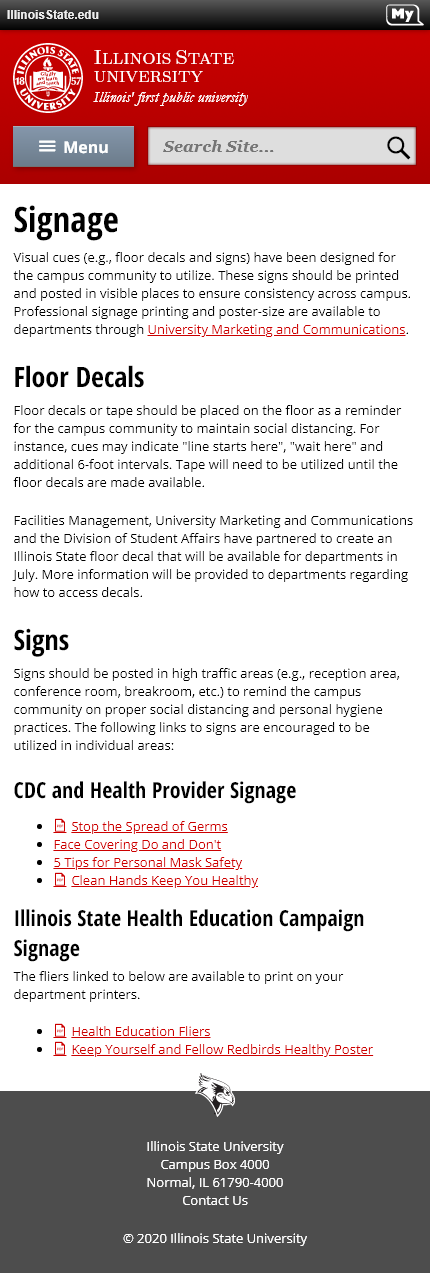 IllinoisState.edu
My
ILLINOIS STATE
UNIVERSITY
Illinois' first public university
Menu
Search Site...
Signage
Visual cues (e.g., floor decals and signs) have been designed for
the campus community to utilize. These signs should be printed
and posted in visible places to ensure consistency across campus.
Professional signage printing and poster-size are available to
departments through University Marketing and Communications.
Floor Decals
Floor decals or tape should be placed on the floor as a reminder
for the campus community to maintain social distancing. For
instance, cues may indicate "line starts here", "wait here" and
additional 6-foot intervals. Tape will need to be utilized until the
floor decals are made available.
Facilities Management, University Marketing and Communications
and the Division of Student Affairs have partnered to create an
Illinois State floor decal that will be available for departments in
July. More information will be provided to departments regarding
how to access decals.
Signs
Signs should be posted in high traffic areas (e.g., reception area,
conference room, breakroom, etc.) to remind the campus
community on proper social distancing and personal hygiene
practices. The following links to signs are encouraged to be
utilized in individual areas:
CDC and Health Provider Signage
Stop the Spread of Germs
Face Covering Do and Don't
5 Tips for Personal Mask Safety
Clean Hands Keep You Healthy
Illinois State Health Education Campaign
Signage
The fliers linked to below are available to print on your
department printers.
Health Education Fliers
Keep Yourself and Fellow Redbirds Healthy Poster
Illinois State University
Campus Box 4000
Normal, IL 61790-4000
Contact Us
© 2020 Illinois State University